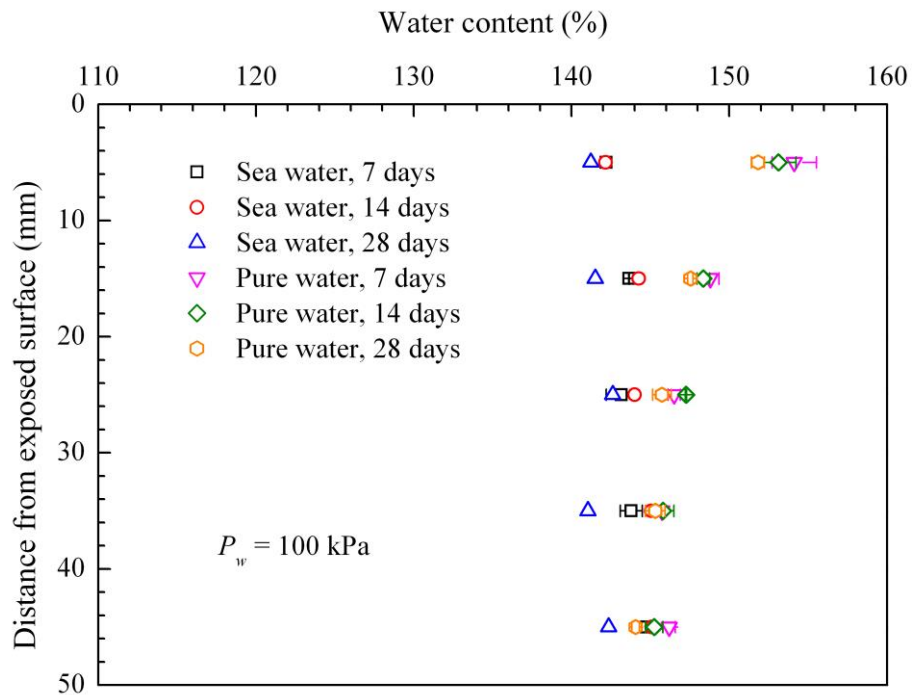 Water content (%)
110 120 130 140 150 160
0
10
20
30
40
50
Distance from exposed surface (mm)
Sea water, 7 days
Sea water, 14 days
Sea water, 28 days
Pure water, 7 days
Pure water, 14 days
Pure water, 28 days
P_w = 100 kPa